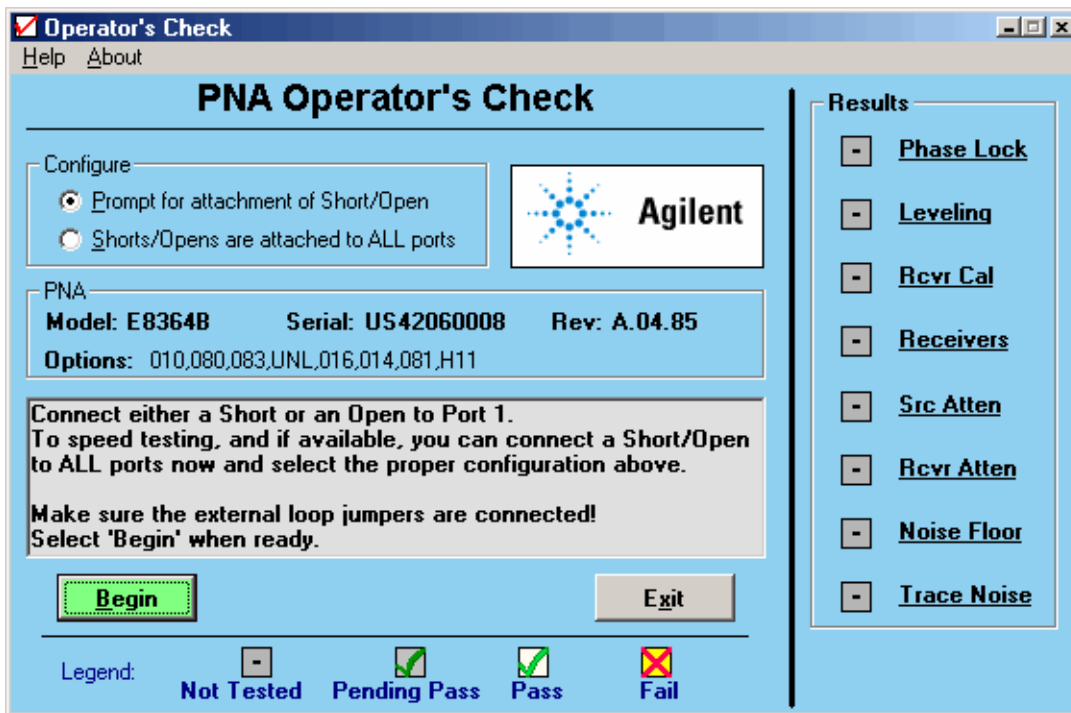 Operator's Check
Help About
PNA Operator's Check
Configure
Prompt for attachment of Short/Open
Shorts/Opens are attached to ALL ports
Agilent
PNA
Model: E8364B Serial: US42060008 Rev: A.04.85
Options: 010,080,083,UNL,016,014,081,H11
Connect either a Short or an Open to Port 1.
To speed testing, and if available, you can connect a Short/Open
to ALL ports now and select the proper configuration above.
Make sure the external loop jumpers are connected!
Select 'Begin' when ready.
Begin
Exit
Legend:
- Not Tested
Pending Pass
Pass
Fail
Results
- Phase Lock
- Leveling
- Rcvr Cal
- Receivers
- Src Atten
- Rcvr Atten
- Noise Floor
- Trace Noise